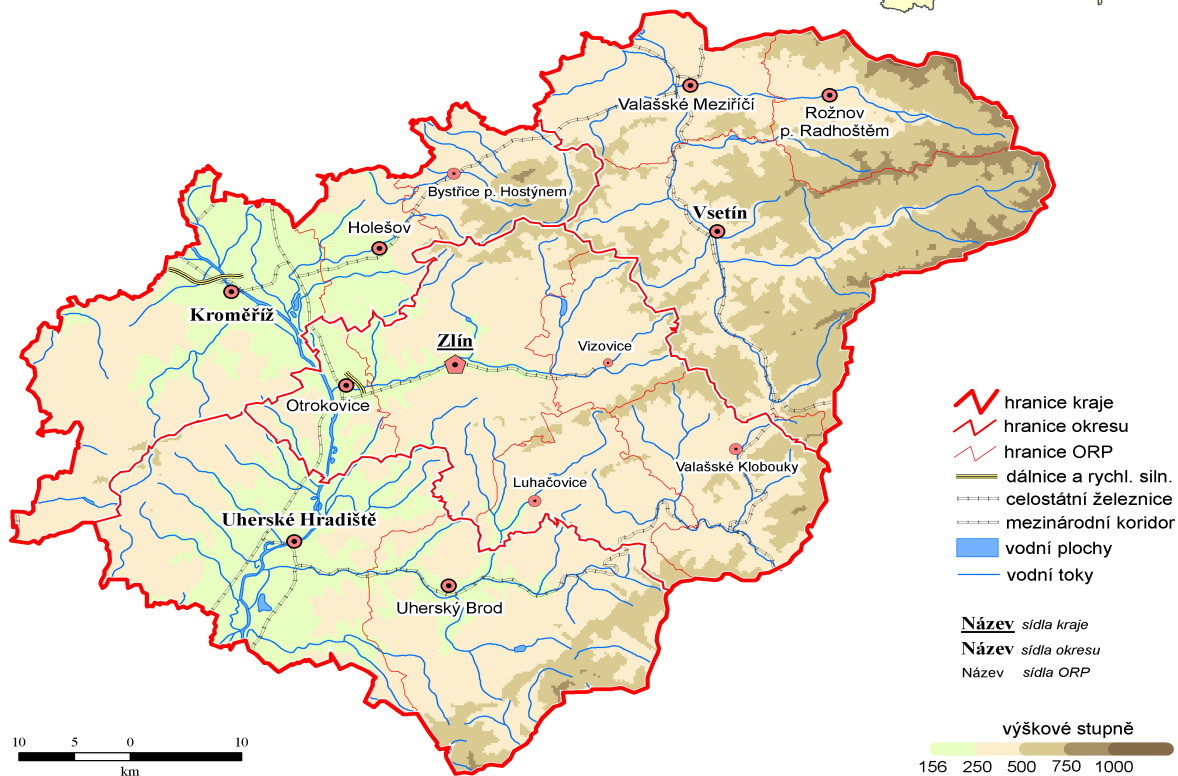 Valašské Meziříčí
Rožnov
p. Radhoštěm
Bystřice p. Hostýnem
Vsetín
Holešov
Kroměříž
Zlín
Vizovice
Otrokovice
Valašské Klobouky
Luhačovice
Uherské Hradiště
Uherský Brod
hranice kraje
hranice okresu
hranice ORP
dálnice a rychl. siln.
celostátní železnice
mezinárodní koridor
vodní plochy
vodní toky
Název sídla kraje
Název sídla okresu
Název sídla ORP
výškové stupně
156 250 500 750 1000
10 5 0 10
km